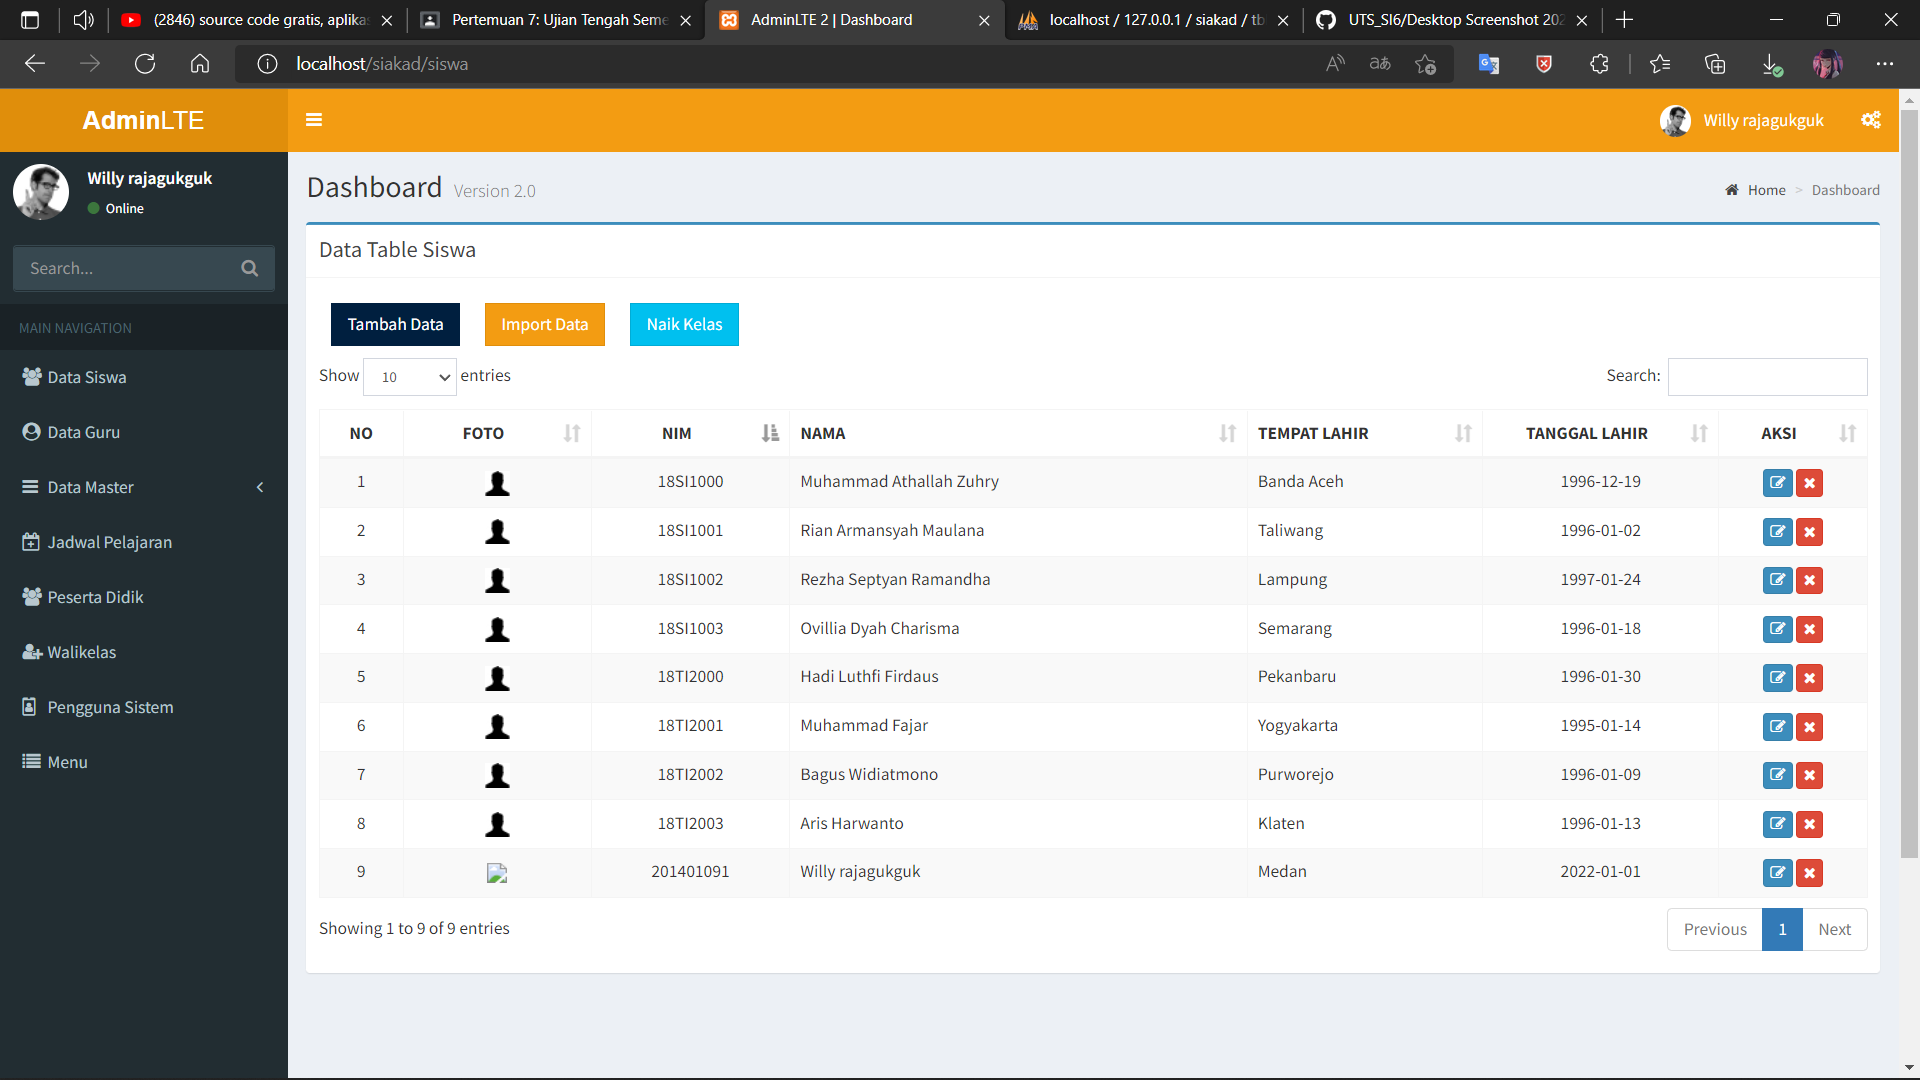 (2846) source code gratis, aplika
Pertemuan 7: Ujian Tengah Seme
AdminLTE 2 | Dashboard
localhost / 127.0.0.1 / siakad / tb
UTS_SI6/Desktop Screenshot 202
localhost/siakad/siswa
AdminLTE
Willy rajagukguk
Willy rajagukguk
Online
Dashboard Version 2.0
Home > Dashboard
Search...
MAIN NAVIGATION
Data Siswa
Data Guru
Data Master
Jadwal Pelajaran
Peserta Didik
Walikelas
Pengguna Sistem
Menu
Data Table Siswa
Tambah Data Import Data Naik Kelas
Show 10 entries Search:
NO FOTO NIM NAMA TEMPAT LAHIR TANGGAL LAHIR AKSI
1 18SI1000 Muhammad Athallah Zuhry Banda Aceh 1996-12-19
2 18SI1001 Rian Armansyah Maulana Taliwang 1996-01-02
3 18SI1002 Rezha Septyan Ramandha Lampung 1997-01-24
4 18SI1003 Ovillia Dyah Charisma Semarang 1996-01-18
5 18TI2000 Hadi Luthfi Firdaus Pekanbaru 1996-01-30
6 18TI2001 Muhammad Fajar Yogyakarta 1995-01-14
7 18TI2002 Bagus Widiatmono Purworejo 1996-01-09
8 18TI2003 Aris Harwanto Klaten 1996-01-13
9 201401091 Willy rajagukguk Medan 2022-01-01
Showing 1 to 9 of 9 entries
Previous 1 Next